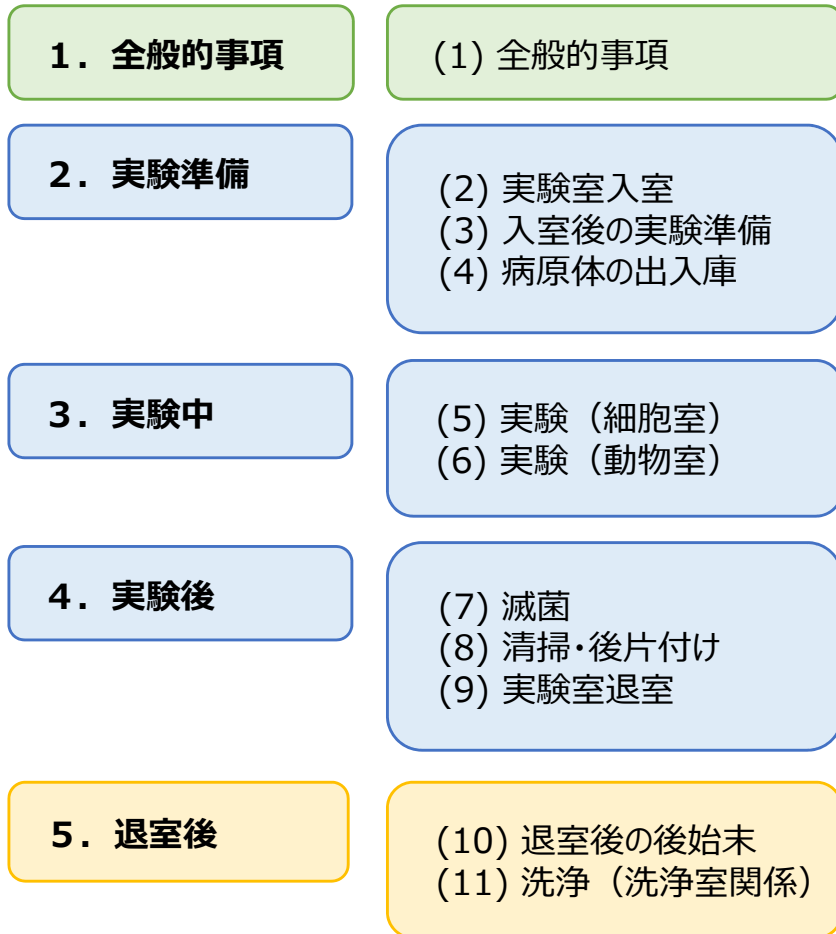 1. 全般的事項
(1) 全般的事項
2. 実験準備
(2) 実験室入室
(3) 入室後の実験準備
(4) 病原体の出入庫
3. 実験中
(5) 実験（細胞室）
(6) 実験（動物室）
4. 実験後
(7) 滅菌
(8) 清掃・後片付け
(9) 実験室退室
5. 退室後
(10) 退室後の後始末
(11) 洗浄（洗浄室関係）